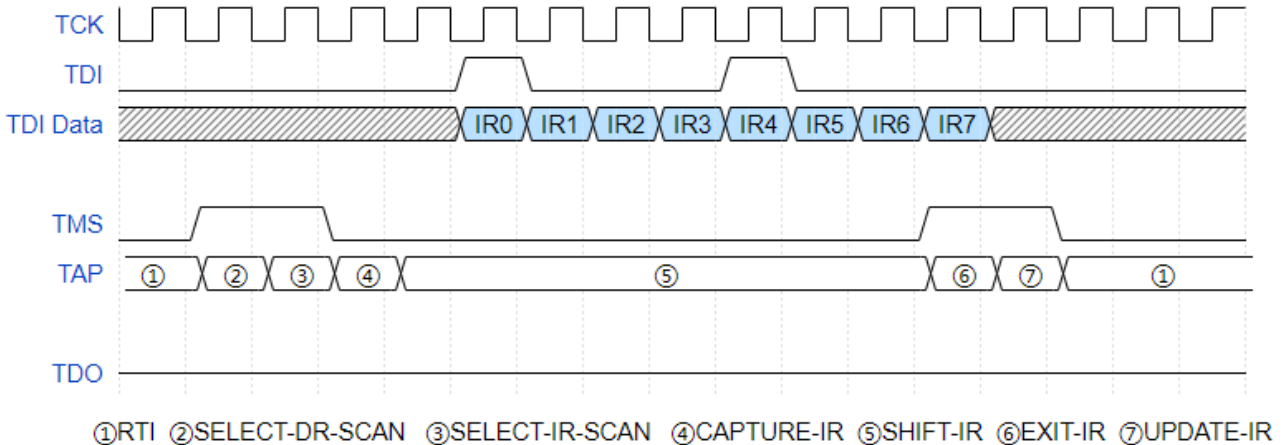 TCK
TDI
TDI Data IR0 IR1 IR2 IR3 IR4 IR5 IR6 IR7
TMS
TAP ① ② ③ ④ ⑤ ⑥ ⑦ ①
TDO
①RTI ②SELECT-DR-SCAN ③SELECT-IR-SCAN ④CAPTURE-IR ⑤SHIFT-IR ⑥EXIT-IR ⑦UPDATE-IR